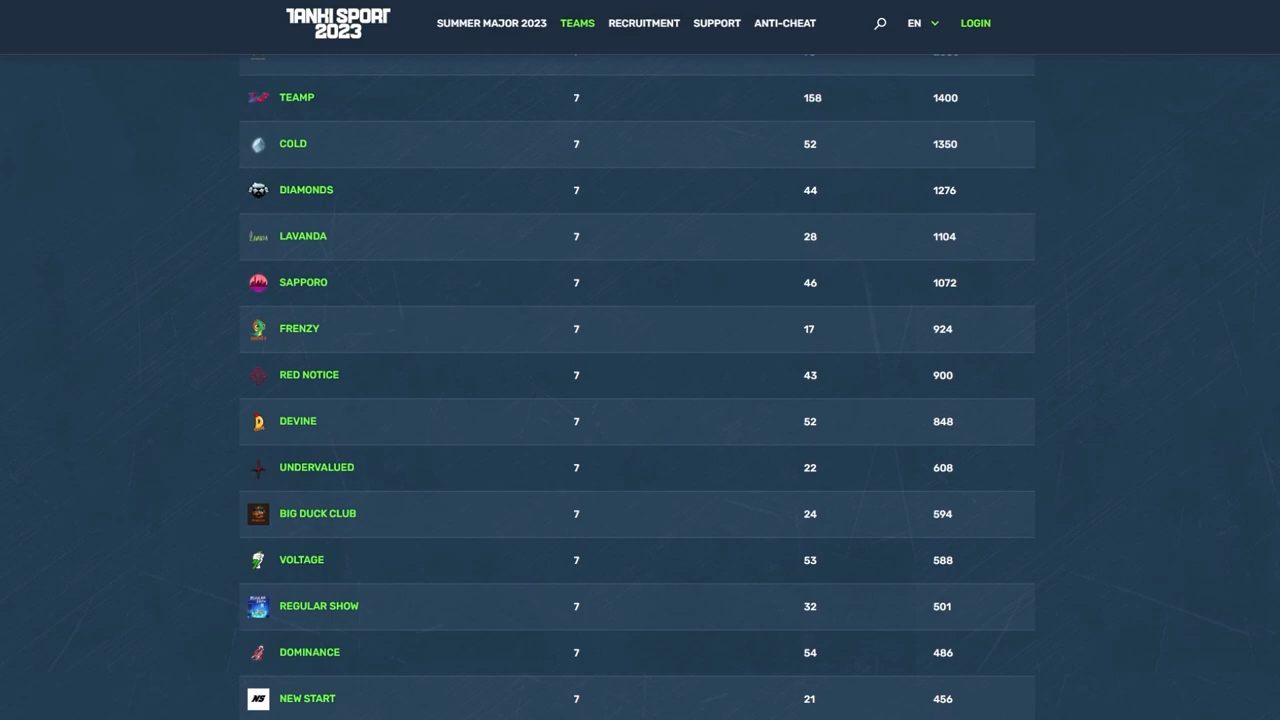 TANKI SPORT
2023
SUMMER MAJOR 2023 TEAMS RECRUITMENT SUPPORT ANTI-CHEAT EN LOGIN
TEAMP 7 158 1400
COLD 7 52 1350
DIAMONDS 7 44 1276
LAVANDA 7 28 1104
SAPPORO 7 46 1072
FRENZY 7 17 924
RED NOTICE 7 43 900
DEVINE 7 52 848
UNDERVALUED 7 22 608
BIG DUCK CLUB 7 24 594
VOLTAGE 7 53 588
REGULAR SHOW 7 32 501
DOMINANCE 7 54 486
NS NEW START 7 21 456